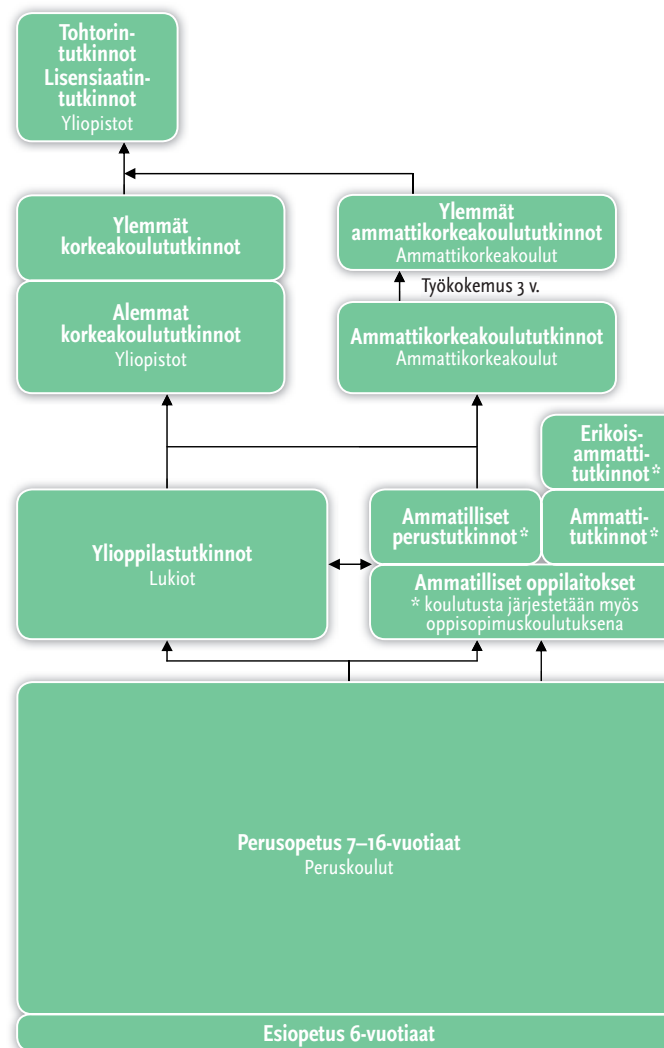 Tohtorin-
tutkinnot
Lisensiaatin-
tutkinnot
Yliopistot
Ylemmät
korkeakoulututkinnot
Ylemmät
ammattikorkeakoulututkinnot
Ammattikorkeakoulut
Työkokemus 3 v.
Alemmat
korkeakoulututkinnot
Yliopistot
Ammattikorkeakoulututkinnot
Ammattikorkeakoulut
Erikois-
ammatti-
tutkinnot*
Ylioppilastutkinnot
Lukiot
Ammatilliset
perustutkinnot*
Ammatti-
tutkinnot*
Ammatilliset oppilaitokset
* koulutusta järjestetään myös
oppisopimuskoulutuksena
Perusopetus 7–16-vuotiaat
Peruskoulut
Esiopetus 6-vuotiaat